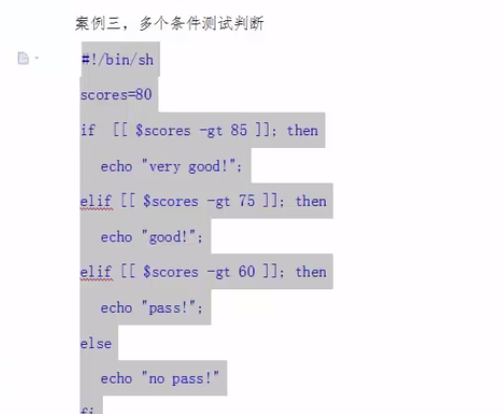 案例三，多个条件测试判断
#!/bin/sh
scores=80
if  [[ $scores -gt 85 ]]; then
  echo "very good!";
elif [[ $scores -gt 75 ]]; then
  echo "good!";
elif [[ $scores -gt 60 ]]; then
  echo "pass!";
else
  echo "no pass!"
fi